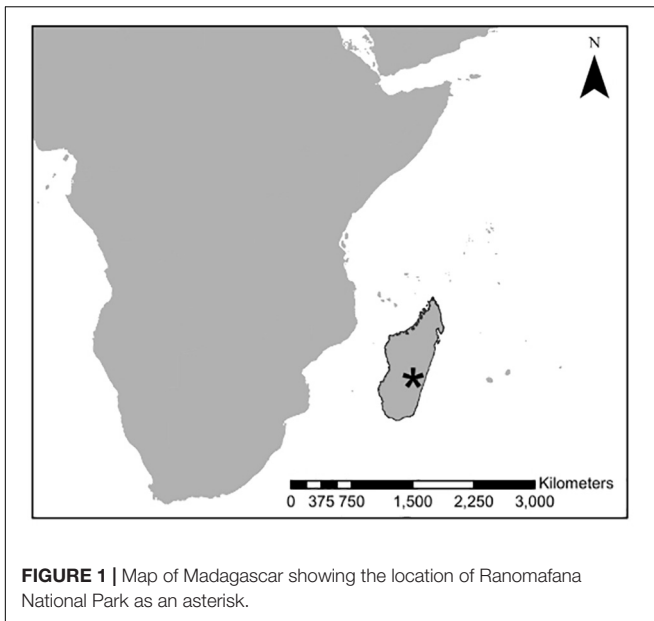 N
*
Kilometers
0 375 750 1,500 2,250 3,000
FIGURE 1 | Map of Madagascar showing the location of Ranomafana
National Park as an asterisk.